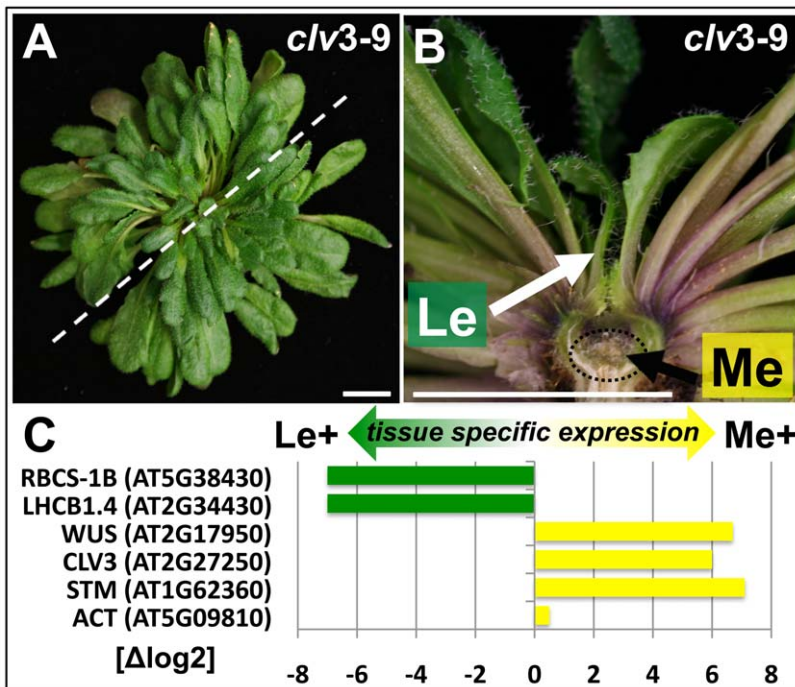 A
clv3-9
B
clv3-9
Le
Me
C
Le+
tissue specific expression
Me+
RBCS-1B (AT5G38430)
LHCB1.4 (AT2G34430)
WUS (AT2G17950)
CLV3 (AT2G27250)
STM (AT1G62360)
ACT (AT5G09810)
[Δlog2]
-8 -6 -4 -2 0 2 4 6 8